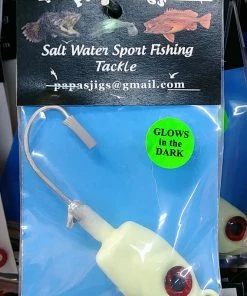 Salt Water Sport Fishing
Tackle
papasjigs@gmail.com
GLOWS
in the
DARK